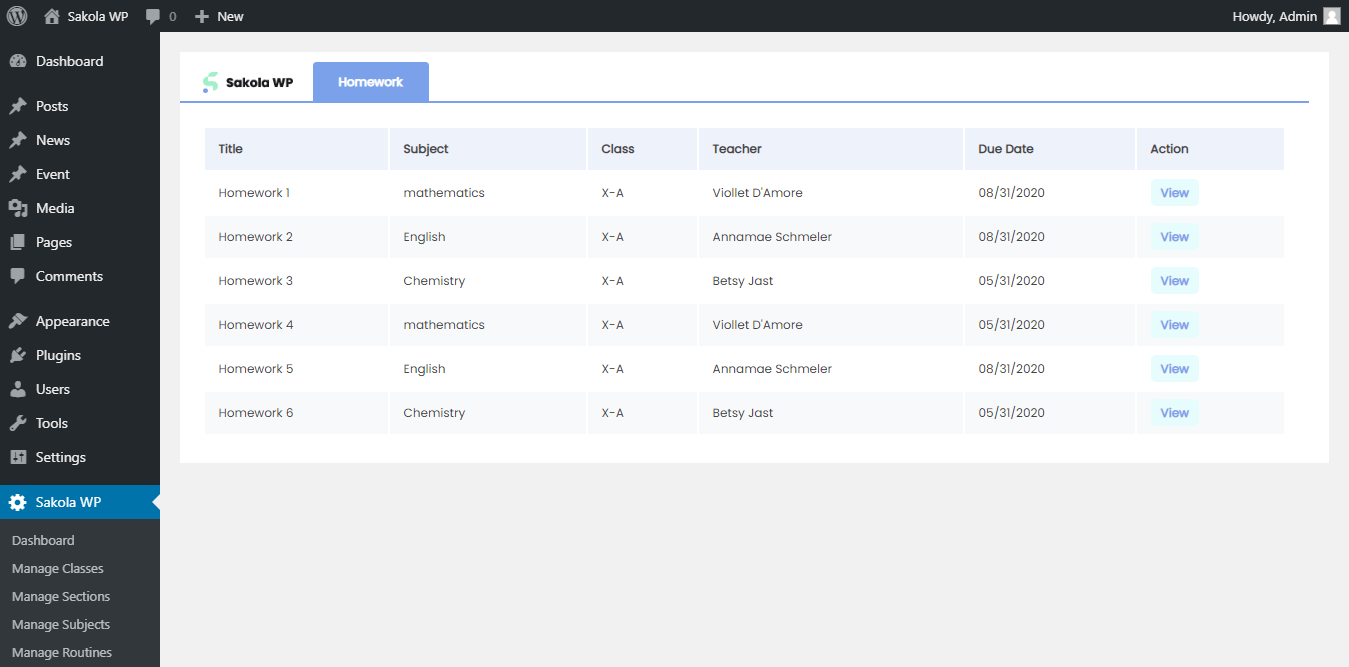 Sakola WP 0 New Howdy, Admin
Dashboard
Posts
News
Event
Media
Pages
Comments
Appearance
Plugins
Users
Tools
Settings
Sakola WP
Dashboard
Manage Classes
Manage Sections
Manage Subjects
Manage Routines
Sakola WP Homework
Title Subject Class Teacher Due Date Action
Homework 1 mathematics X-A Viollet D'Amore 08/31/2020 View
Homework 2 English X-A Annamae Schmeler 08/31/2020 View
Homework 3 Chemistry X-A Betsy Jast 05/31/2020 View
Homework 4 mathematics X-A Viollet D'Amore 05/31/2020 View
Homework 5 English X-A Annamae Schmeler 08/31/2020 View
Homework 6 Chemistry X-A Betsy Jast 05/31/2020 View